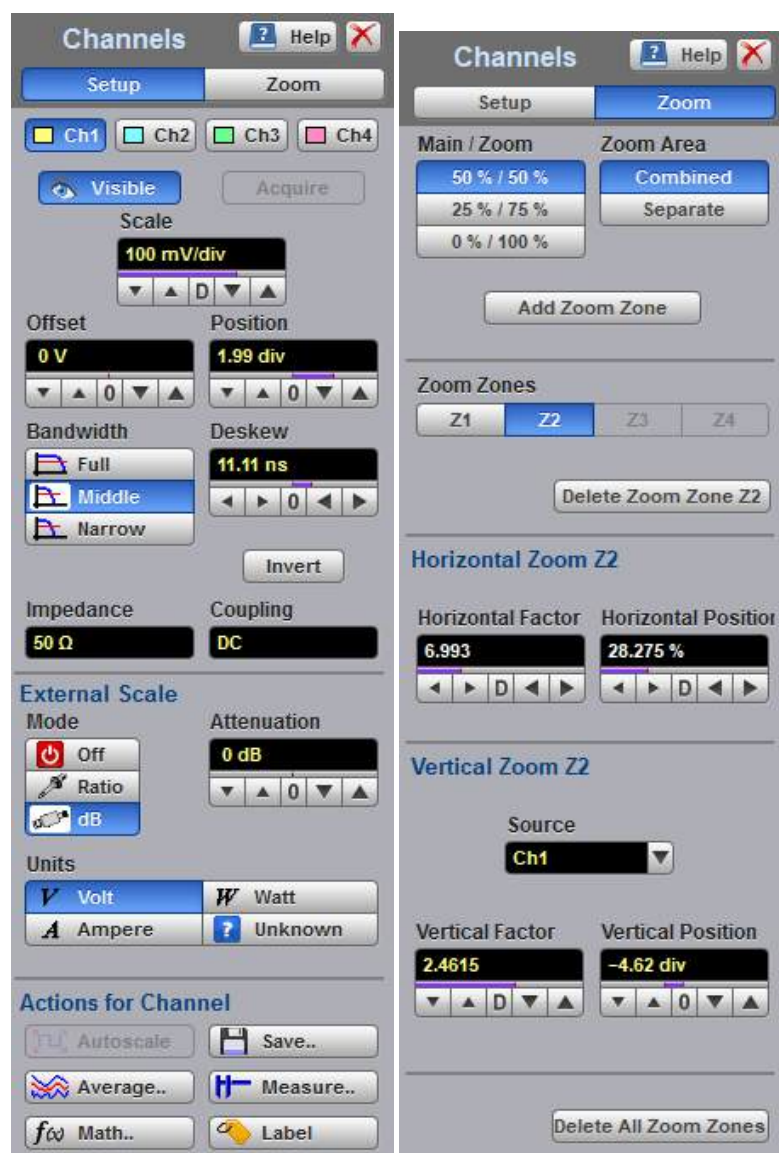 Channels
Help
Setup Zoom
Ch1 Ch2 Ch3 Ch4
Visible Acquire
Scale
100 mV/div
D
Offset Position
0 V 1.99 div
0 0
Bandwidth Deskew
Full 11.11 ns
Middle 0
Narrow
Invert
Impedance Coupling
50 Ω DC
External Scale
Mode Attenuation
Off 0 dB
Ratio 0
dB
Units
V Volt W Watt
A Ampere ? Unknown
Actions for Channel
Autoscale Save..
Average.. Measure..
f(x) Math.. Label
Channels
? Help
Setup Zoom
Main / Zoom Zoom Area
50 % / 50 % Combined
25 % / 75 % Separate
0 % / 100 %
Add Zoom Zone
Zoom Zones
Z1 Z2 Z3 Z4
Delete Zoom Zone Z2
Horizontal Zoom Z2
Horizontal Factor Horizontal Position
6.993 28.275 %
D D
Vertical Zoom Z2
Source
Ch1
Vertical Factor Vertical Position
2.4615 −4.62 div
D 0
Delete All Zoom Zones